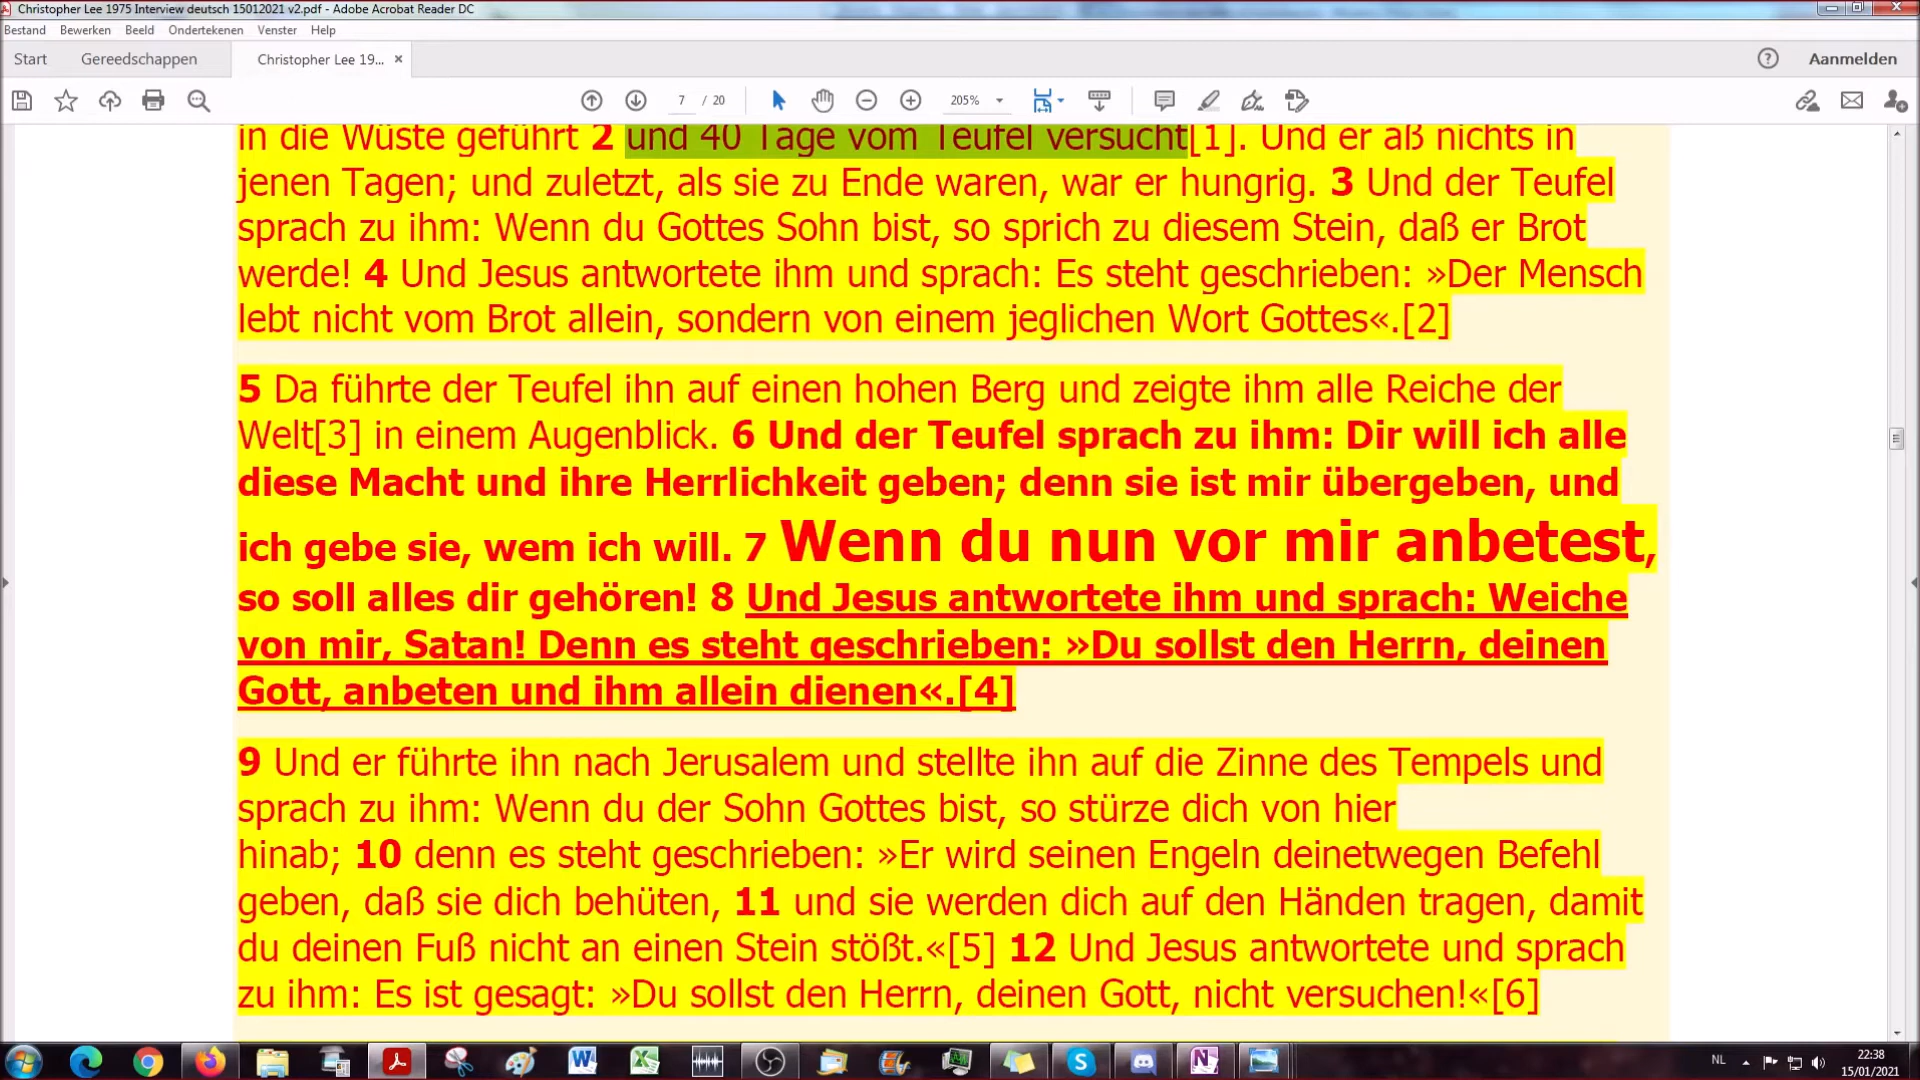 Christopher Lee 1975 Interview deutsch 15012021 v2.pdf - Adobe Acrobat Reader DC
Bestand Bewerken Beeld Ondertekenen Venster Help
Start Gereedschappen Christopher Lee 19... × Aanmelden
7 / 20 205%
in die Wüste geführt 2 und 40 Tage vom Teufel versucht[1]. Und er aß nichts in
jenen Tagen; und zuletzt, als sie zu Ende waren, war er hungrig. 3 Und der Teufel
sprach zu ihm: Wenn du Gottes Sohn bist, so sprich zu diesem Stein, daß er Brot
werde! 4 Und Jesus antwortete ihm und sprach: Es steht geschrieben: »Der Mensch
lebt nicht vom Brot allein, sondern von einem jeglichen Wort Gottes«.[2]
5 Da führte der Teufel ihn auf einen hohen Berg und zeigte ihm alle Reiche der
Welt[3] in einem Augenblick. 6 Und der Teufel sprach zu ihm: Dir will ich alle
diese Macht und ihre Herrlichkeit geben; denn sie ist mir übergeben, und
ich gebe sie, wem ich will. 7 Wenn du nun vor mir anbetest,
so soll alles dir gehören! 8 Und Jesus antwortete ihm und sprach: Weiche
von mir, Satan! Denn es steht geschrieben: »Du sollst den Herrn, deinen
Gott, anbeten und ihm allein dienen«.[4]
9 Und er führte ihn nach Jerusalem und stellte ihn auf die Zinne des Tempels und
sprach zu ihm: Wenn du der Sohn Gottes bist, so stürze dich von hier
hinab; 10 denn es steht geschrieben: »Er wird seinen Engeln deinetwegen Befehl
geben, daß sie dich behüten, 11 und sie werden dich auf den Händen tragen, damit
du deinen Fuß nicht an einen Stein stößt.«[5] 12 Und Jesus antwortete und sprach
zu ihm: Es ist gesagt: »Du sollst den Herrn, deinen Gott, nicht versuchen!«[6]
NL 22:38
15/01/2021